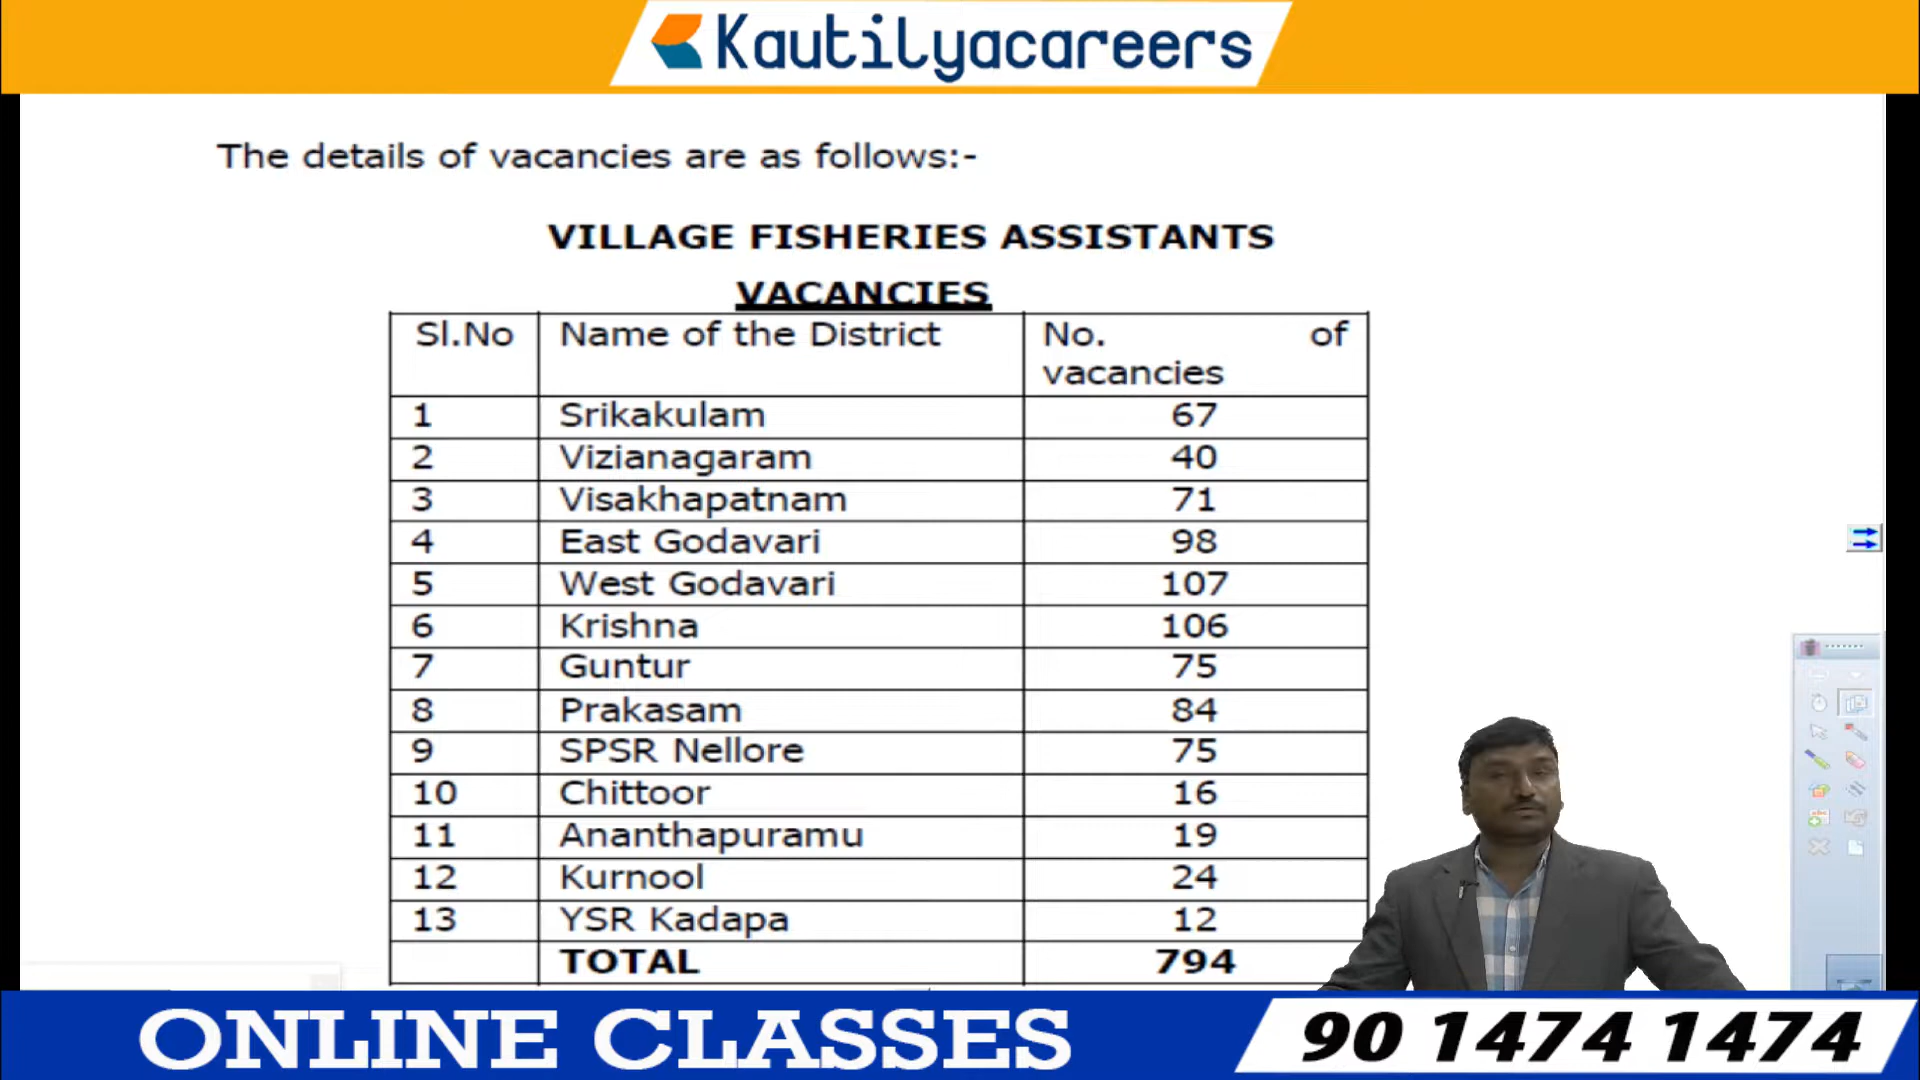 Kautilyacareers
The details of vacancies are as follows:-
VILLAGE FISHERIES ASSISTANTS
VACANCIES
Sl.No Name of the District No. of vacancies
1 Srikakulam 67
2 Vizianagaram 40
3 Visakhapatnam 71
4 East Godavari 98
5 West Godavari 107
6 Krishna 106
7 Guntur 75
8 Prakasam 84
9 SPSR Nellore 75
10 Chittoor 16
11 Ananthapuramu 19
12 Kurnool 24
13 YSR Kadapa 12
TOTAL 794
ONLINE CLASSES 90 1474 1474